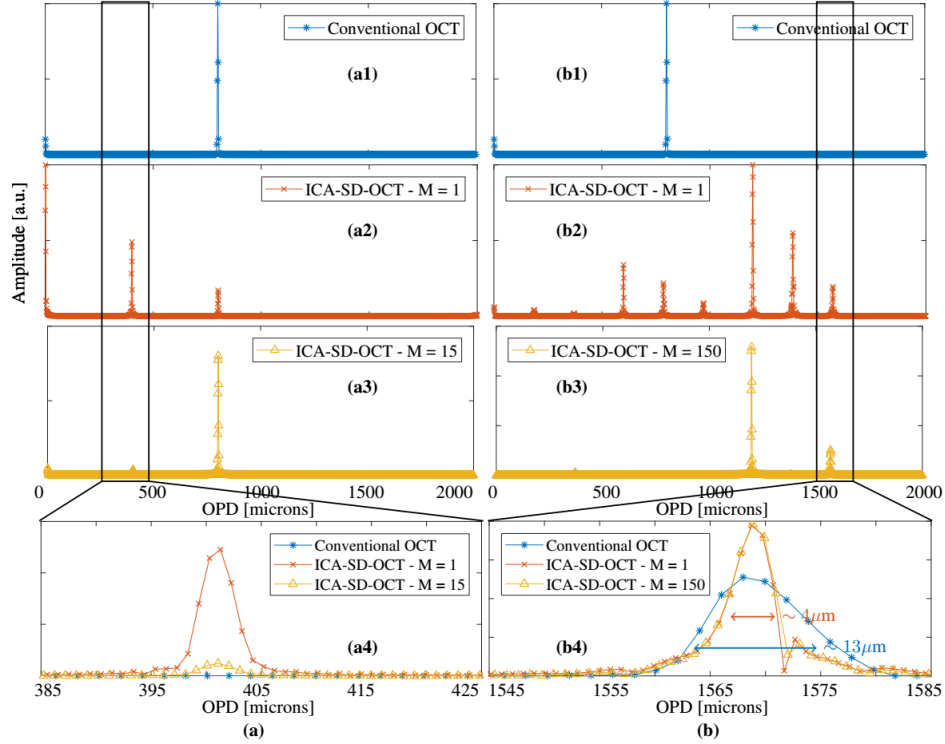 Conventional OCT
(a1)
Conventional OCT
(b1)
Amplitude [a.u.]
ICA-SD-OCT - M = 1
(a2)
ICA-SD-OCT - M = 1
(b2)
ICA-SD-OCT - M = 15
(a3)
ICA-SD-OCT - M = 150
(b3)
0 500 1000 1500 2000
OPD [microns]
0 500 1000 1500 2000
OPD [microns]
Conventional OCT
ICA-SD-OCT - M = 1
ICA-SD-OCT - M = 15
(a4)
385 395 405 415 425
OPD [microns]
(a)
Conventional OCT
ICA-SD-OCT - M = 1
ICA-SD-OCT - M = 150
~ 4μm
(b4)
~ 13μm
1545 1555 1565 1575 1585
OPD [microns]
(b)